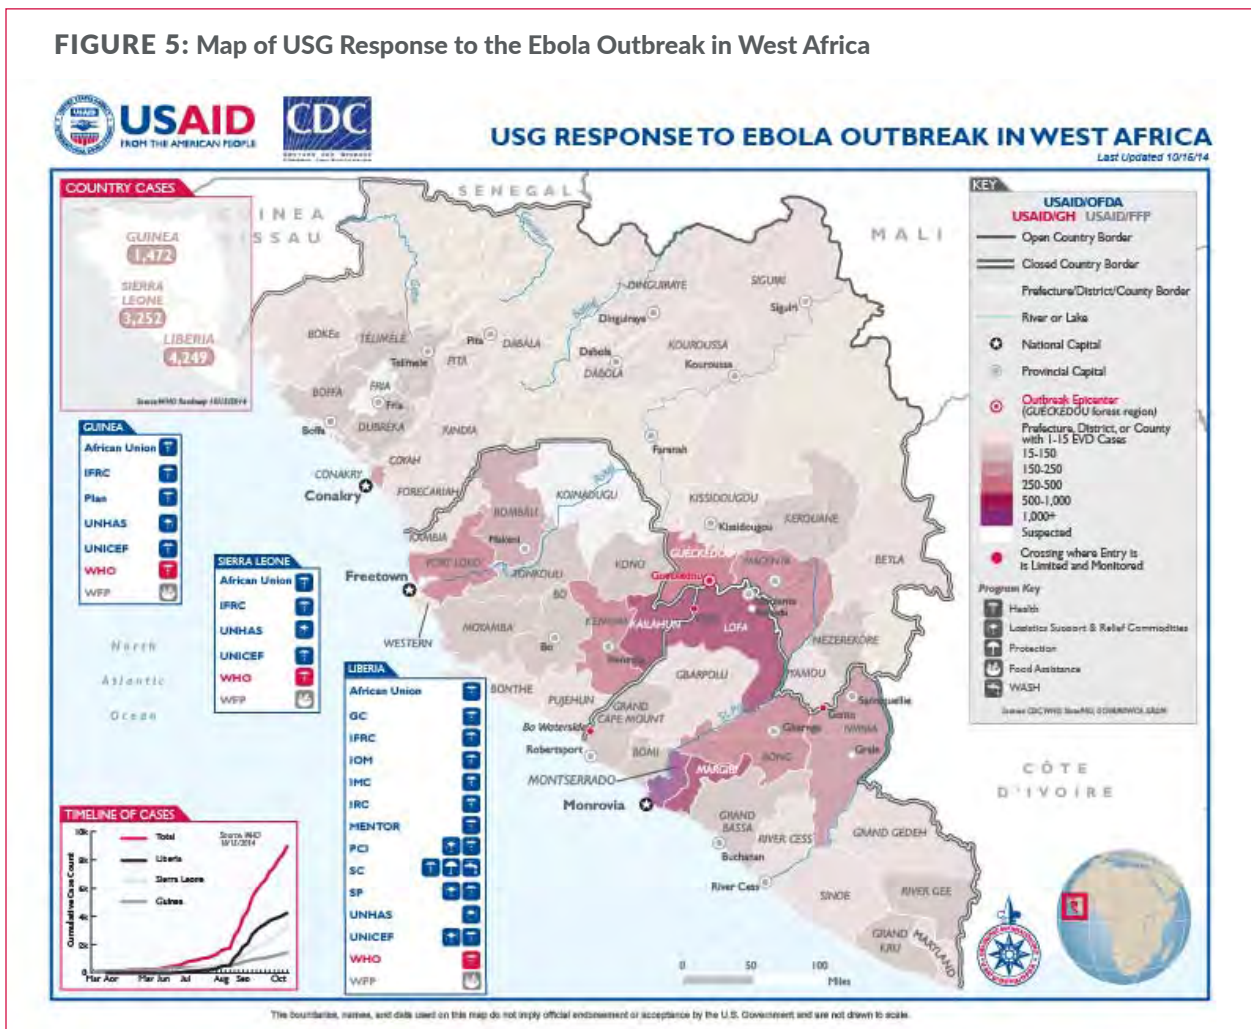 FIGURE 5: Map of USG Response to the Ebola Outbreak in West Africa
USAID
FROM THE AMERICAN PEOPLE
CDC
USG RESPONSE TO EBOLA OUTBREAK IN WEST AFRICA
Last Updated 10/16/14
COUNTRY CASES
GUINEA
1,472
SIERRA
LEONE
3,252
LIBERIA
4,249
SENEGAL
MALI
CÔTE
D'IVOIRE
North
Atlantic
Ocean
KEY
USAID/OFDA
USAID/GH USAID/FFP
Open Country Border
Closed Country Border
Prefecture/District/County Border
River or Lake
National Capital
Provincial Capital
Outbreak Epicenter
(GUECKEDOU forest region)
Prefecture, District, or County
with 1-15 EVD Cases
15-150
150-250
250-500
500-1,000
1,000+
Suspected
Crossing where Entry is
is Limited and Monitored
Program Key
Health
Logistics Support & Relief Commodities
Protection
Food Assistance
WASH
GUINEA
African Union
IFRC
Plan
UNHAS
UNICEF
WHO
WFP
SIERRA LEONE
African Union
IFRC
UNHAS
UNICEF
WHO
WFP
LIBERIA
African Union
GC
IFRC
IOM
IMC
IRC
MENTOR
PCI
SC
SP
UNHAS
UNICEF
WHO
WFP
DINGUIRAYE
Dinguiraye
SIGUIRI
Siguiri
TELIMELE
Telimele
Pita
PITA
DABALA
Dabola
DABOLA
KOUROUSSA
Kouroussa
BOFFA
Boffa
FRIA
Fria
DUBREKA
KINDIA
COYAH
CONAKRY
Conakry
FORECARIAH
Faranah
KISSIDOUGOU
Kissidougou
KEROUANE
BEYLA
GUECKEDOU
MACENTA
NEZEREKORE
YAMOU
KOINADUGU
BOMBALI
Makeni
KAMBIA
PORT LOKO
Freetown
WESTERN
TONKOLILI
KONO
MOYAMBA
BO
Bo
KENEMA
Kenema
KAILAHUN
BONTHE
PUJEHUN
LOFA
GBARPOLU
GRAND
CAPE MOUNT
Bo Waterside
Robertsport
BOMI
MONTSERRADO
Monrovia
MARGIBI
BONG
Gbarnga
NIMBA
Ganta
GRAND
BASSA
Buchanan
RIVER CESS
River Cess
GRAND GEDEH
SINOE
RIVER GEE
GRAND
KRU
MARYLAND
TIMELINE OF CASES
Total
Liberia
Sierra Leone
Guinea
Cumulative Case Count
Mar Apr
Mar Jun
Jul
Aug Sep
Oct
0
50
100
Miles
The boundaries, names, and data used on this map do not imply official endorsement or acceptance by the U.S. Government and are not drawn to scale.